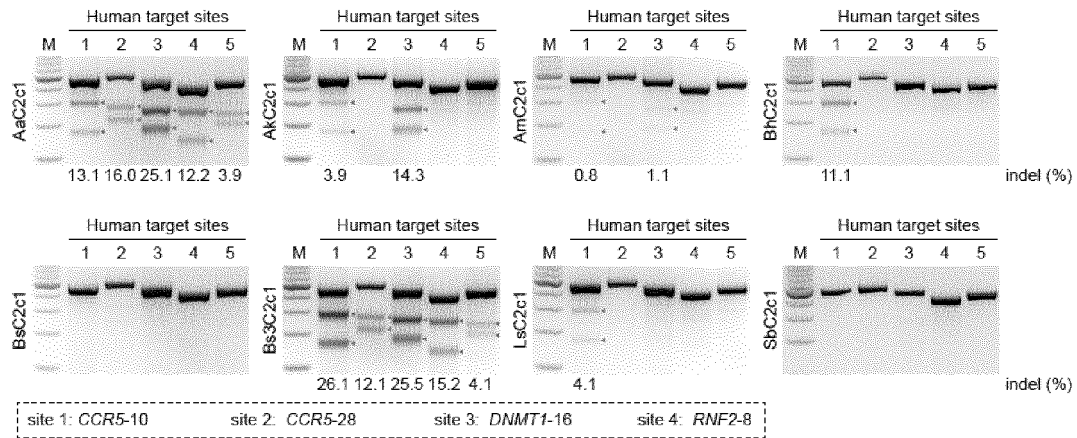 Human target sites Human target sites Human target sites Human target sites
M 1 2 3 4 5 M 1 2 3 4 5 M 1 2 3 4 5 M 1 2 3 4 5
AaC2c1 AkC2c1 AmC2c1 BhC2c1
13.1 16.0 25.1 12.2 3.9 3.9 14.3 0.8 1.1 11.1 indel (%)
Human target sites Human target sites Human target sites Human target sites
M 1 2 3 4 5 M 1 2 3 4 5 M 1 2 3 4 5 M 1 2 3 4 5
BsC2c1 Bs3C2c1 LsC2c1 SbC2c1
26.1 12.1 25.5 15.2 4.1 4.1 indel (%)
site 1: CCR5-10 site 2: CCR5-28 site 3: DNMT1-16 site 4: RNF2-8